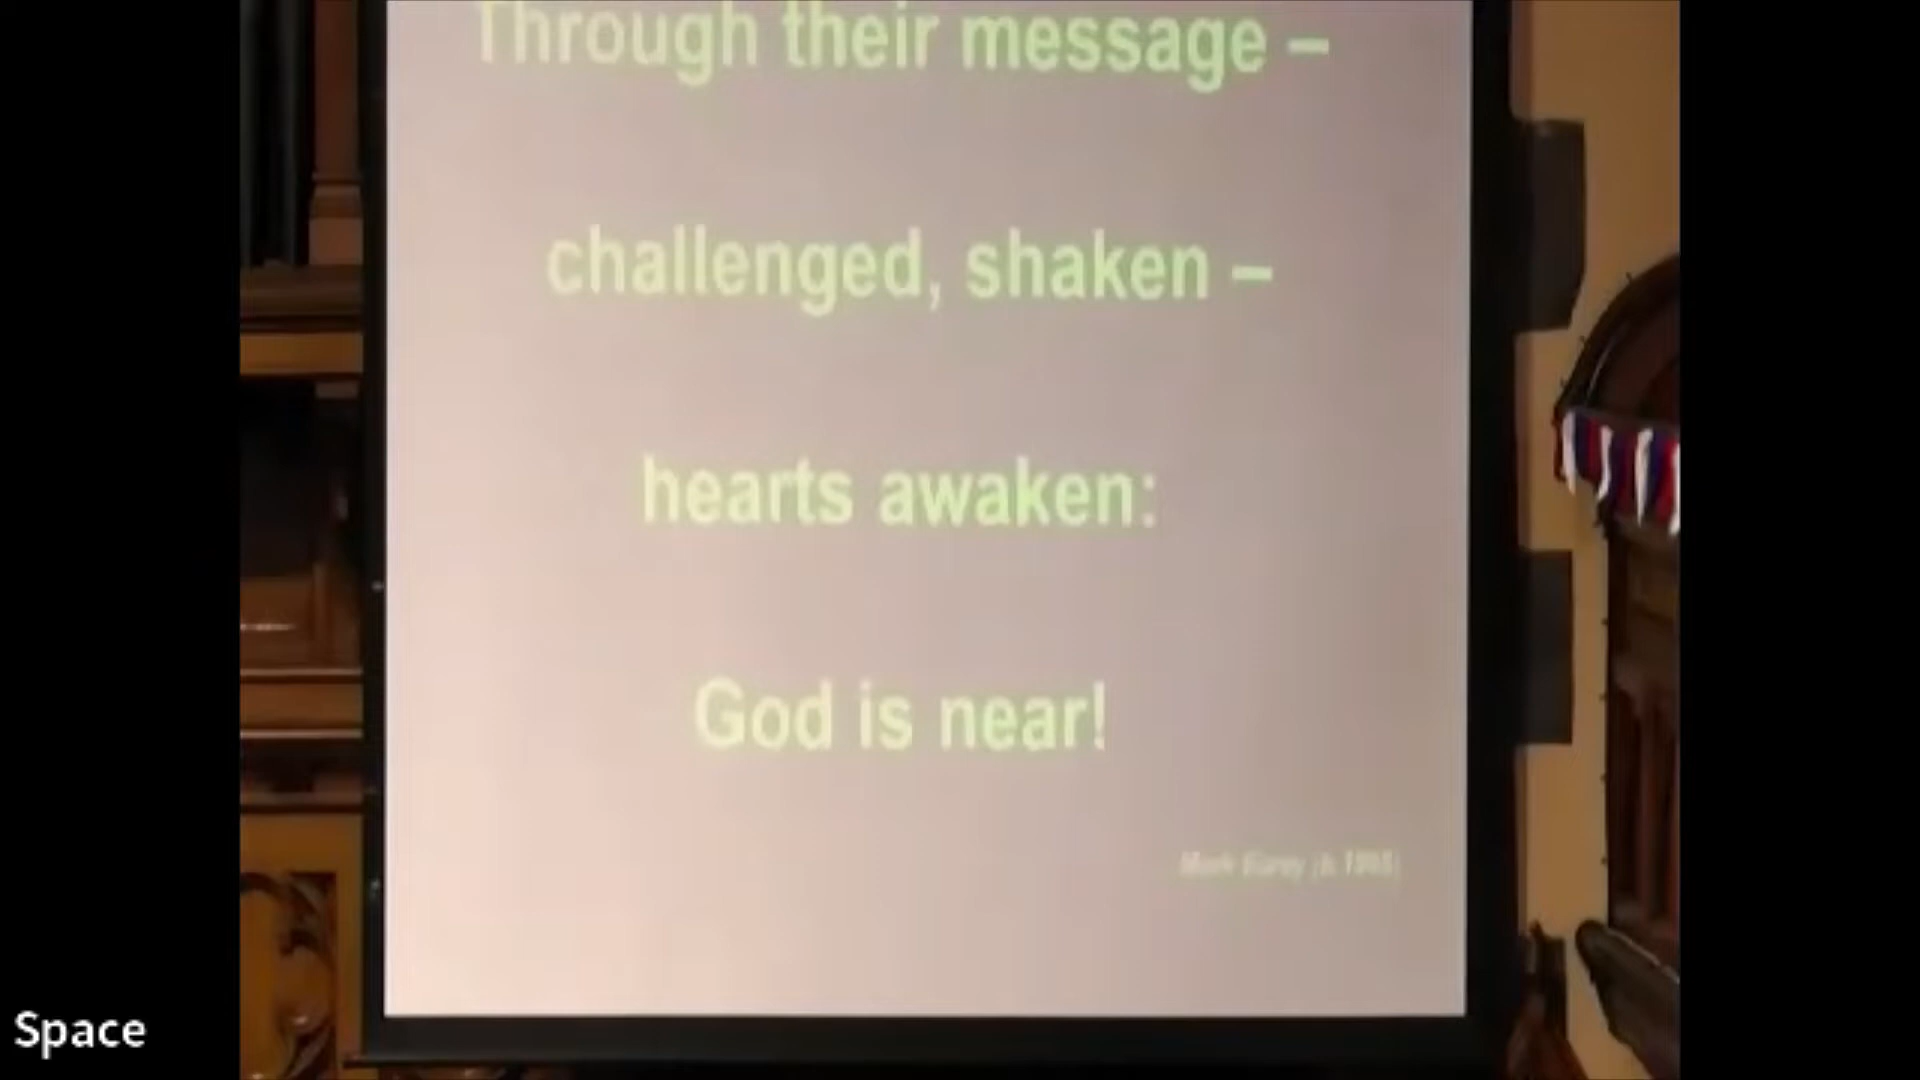 Through their message –
challenged, shaken –
hearts awaken:
God is near!
Space